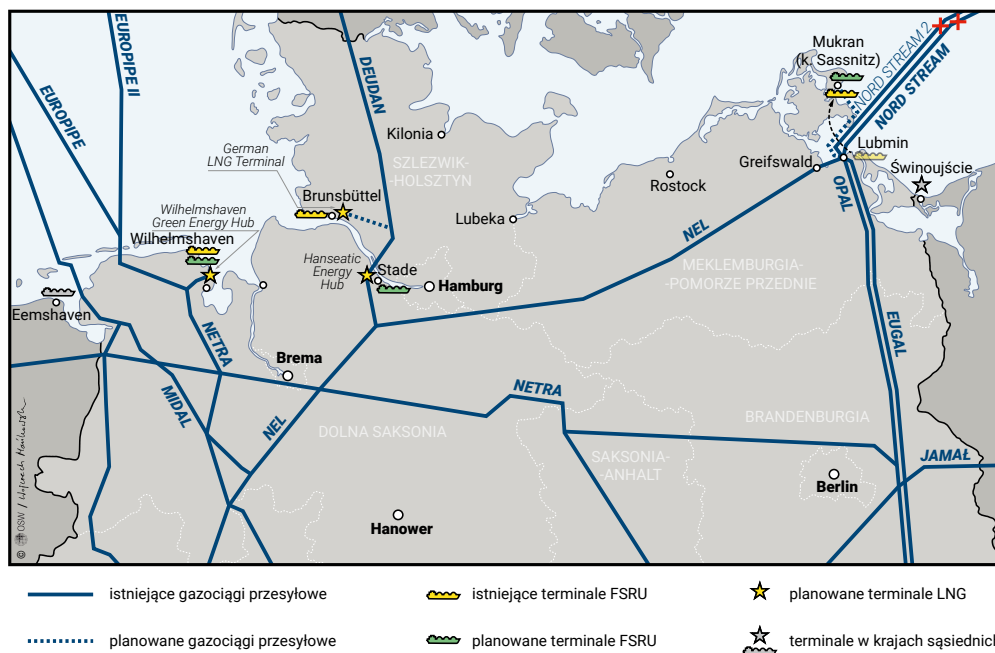 EUROPIPE II
EUROPIPE
DEUDAN
NORD STREAM 2
NORD STREAM
Mukran
(k. Sassnitz)
Kilonia
German
LNG Terminal
SZLEZWIK-
-HOLSZTYN
Lubmin
Greifswald
Świnoujście
Rostock
OPAL
Brunsbüttel
Wilhelmshaven
Green Energy Hub
Wilhelmshaven
Lubeka
NEL
Hanseatic
Energy
Hub
Stade
Hamburg
MEKLEMBURGIA-
-POMORZE PRZEDNIE
Eemshaven
EUGAL
NETRA
Brema
MIDAL
NETRA
NEL
DOLNA SAKSONIA
BRANDENBURGIA
SAKSONIA-
-ANHALT
JAMAŁ
Berlin
Hanower
© OSW / Wojciech Mańkowski
istniejące gazociągi przesyłowe
istniejące terminale FSRU
planowane terminale LNG
planowane gazociągi przesyłowe
planowane terminale FSRU
terminale w krajach sąsiednich